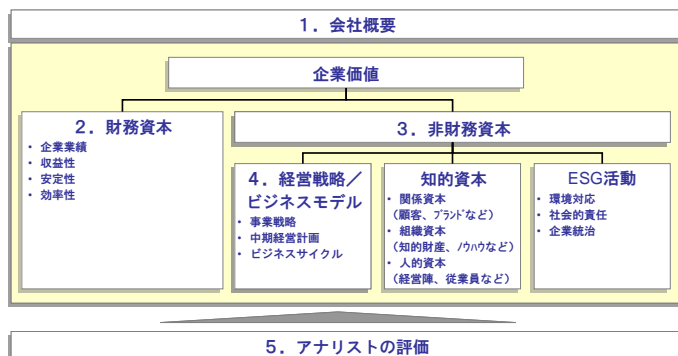 1. 会社概要
企業価値
2. 財務資本
・ 企業業績
・ 収益性
・ 安定性
・ 効率性
3. 非財務資本
4. 経営戦略／
ビジネスモデル
・ 事業戦略
・ 中期経営計画
・ ビジネスサイクル
知的資本
・ 関係資本
（顧客、ブランドなど）
・ 組織資本
（知的財産、ノウハウなど）
・ 人的資本
（経営陣、従業員など）
ESG活動
・ 環境対応
・ 社会的責任
・ 企業統治
5. アナリストの評価